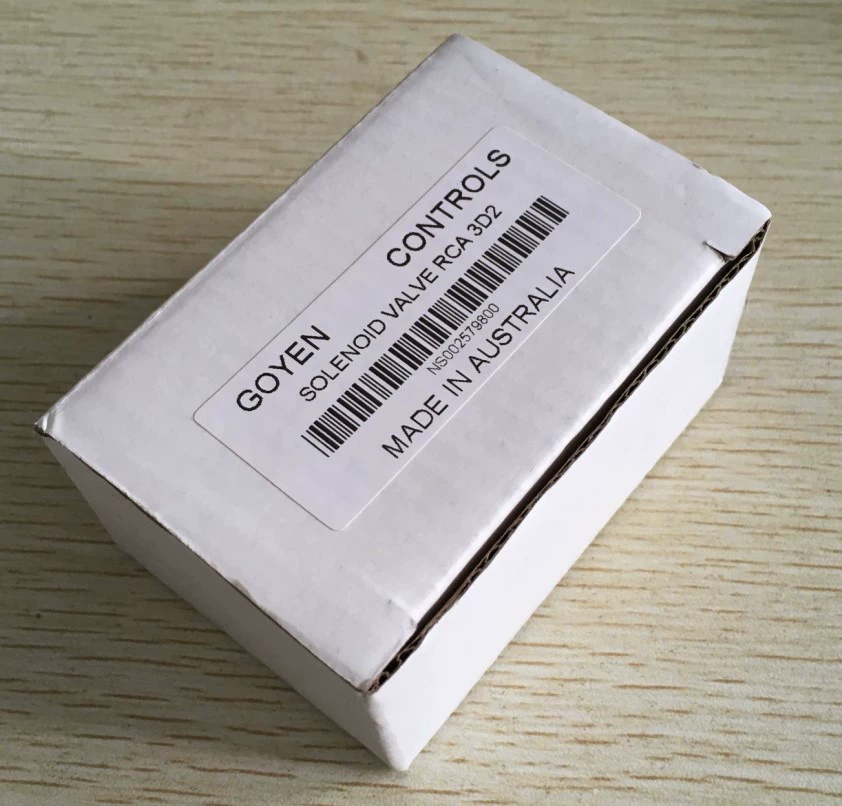 GOYEN CONTROLS
SOLENOID VALVE RCA 3D2
NS002579800
MADE IN AUSTRALIA